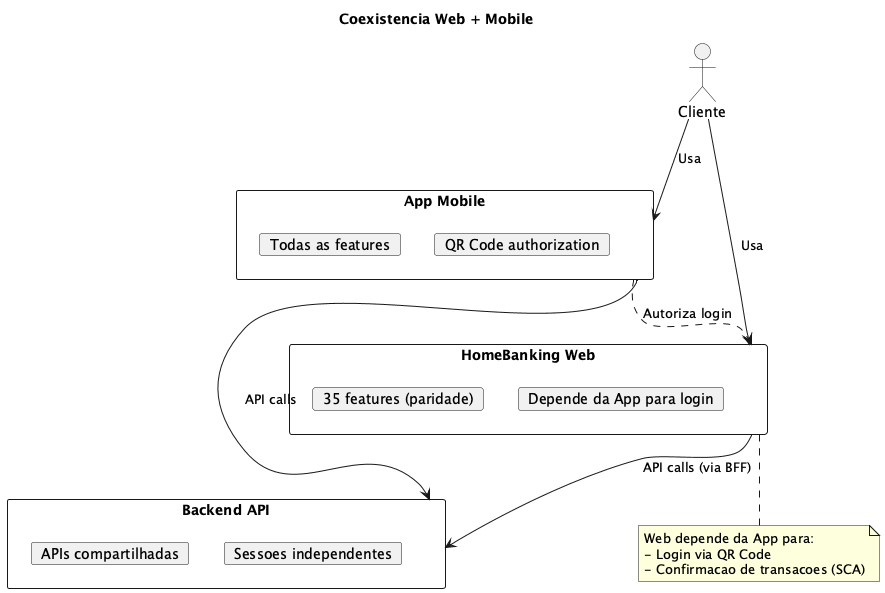 Coexistencia Web + Mobile
Cliente
Usa
App Mobile
Todas as features
QR Code authorization
Usa
Autoriza login
HomeBanking Web
35 features (paridade)
Depende da App para login
API calls
API calls (via BFF)
Backend API
APIs compartilhadas
Sessoes independentes
Web depende da App para:
- Login via QR Code
- Confirmacao de transacoes (SCA)